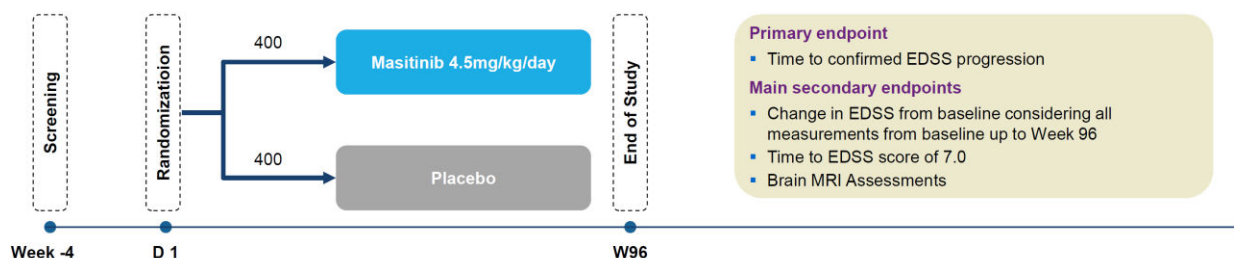 Screening
Randomizatioion
400
Masitinib 4.5mg/kg/day
400
Placebo
End of Study
Primary endpoint
▪ Time to confirmed EDSS progression
Main secondary endpoints
▪ Change in EDSS from baseline considering all
measurements from baseline up to Week 96
▪ Time to EDSS score of 7.0
▪ Brain MRI Assessments
Week -4
D 1
W96